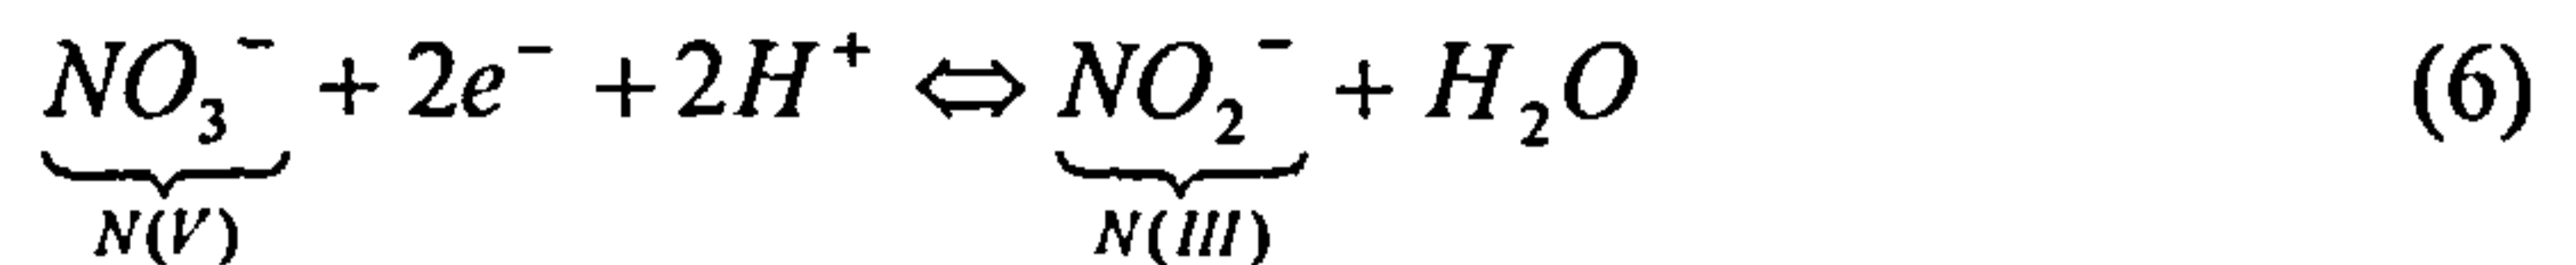 NO₃⁻ + 2e⁻ + 2H⁺ ⇔ NO₂⁻ + H₂O (6)
N(V) N(III)